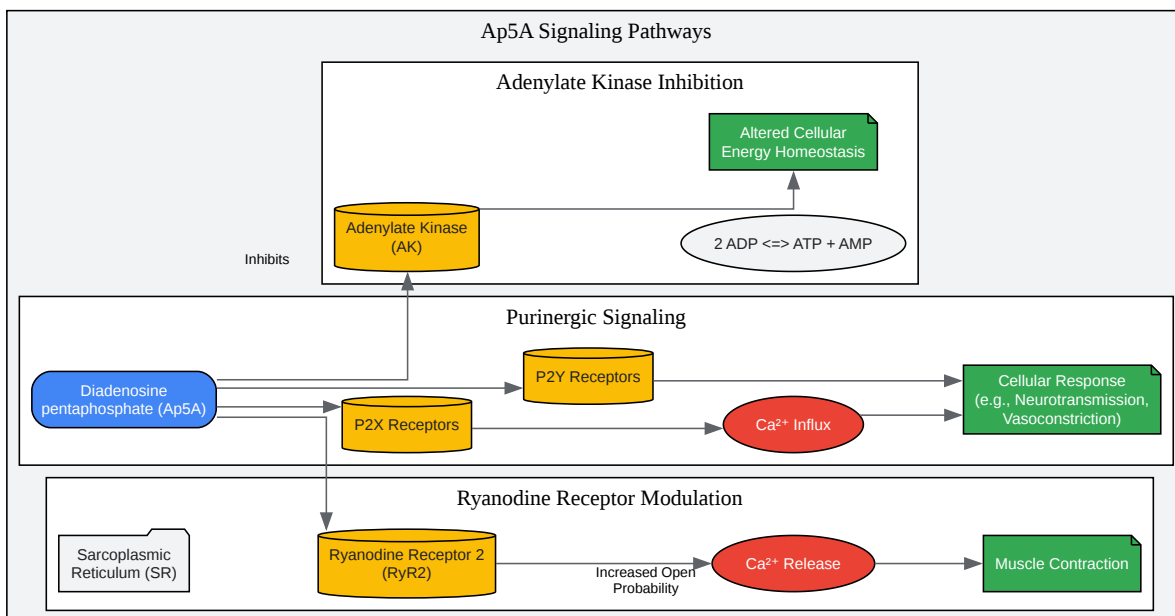 Ap5A Signaling Pathways
Adenylate Kinase Inhibition
Altered Cellular
Energy Homeostasis
Adenylate Kinase
(AK)
2 ADP <=> ATP + AMP
Inhibits
Purinergic Signaling
Diadenosine
pentaphosphate (Ap5A)
P2Y Receptors
P2X Receptors
Ca²⁺ Influx
Cellular Response
(e.g., Neurotransmission,
Vasoconstriction)
Ryanodine Receptor Modulation
Sarcoplasmic
Reticulum (SR)
Ryanodine Receptor 2
(RyR2)
Increased Open
Probability
Ca²⁺ Release
Muscle Contraction